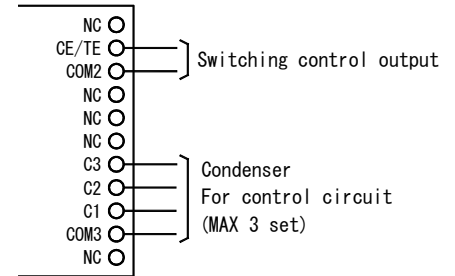 NC
CE/TE
COM2
Switching control output
NC
NC
NC
C3
C2
C1
COM3
Condenser
For control circuit
(MAX 3 set)
NC